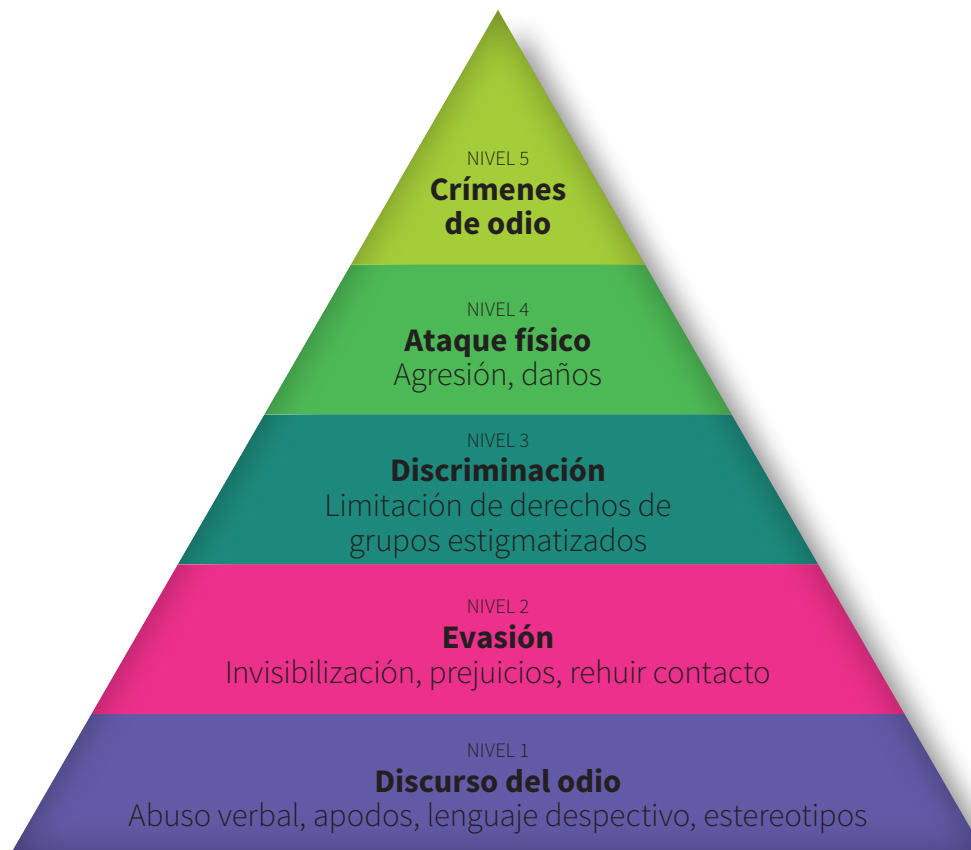 NIVEL 5
Crímenes
de odio
NIVEL 4
Ataque físico
Agresión, daños
NIVEL 3
Discriminación
Limitación de derechos de
grupos estigmatizados
NIVEL 2
Evasión
Invisibilización, prejuicios, rehuir contacto
NIVEL 1
Discurso del odio
Abuso verbal, apodos, lenguaje despectivo, estereotipos